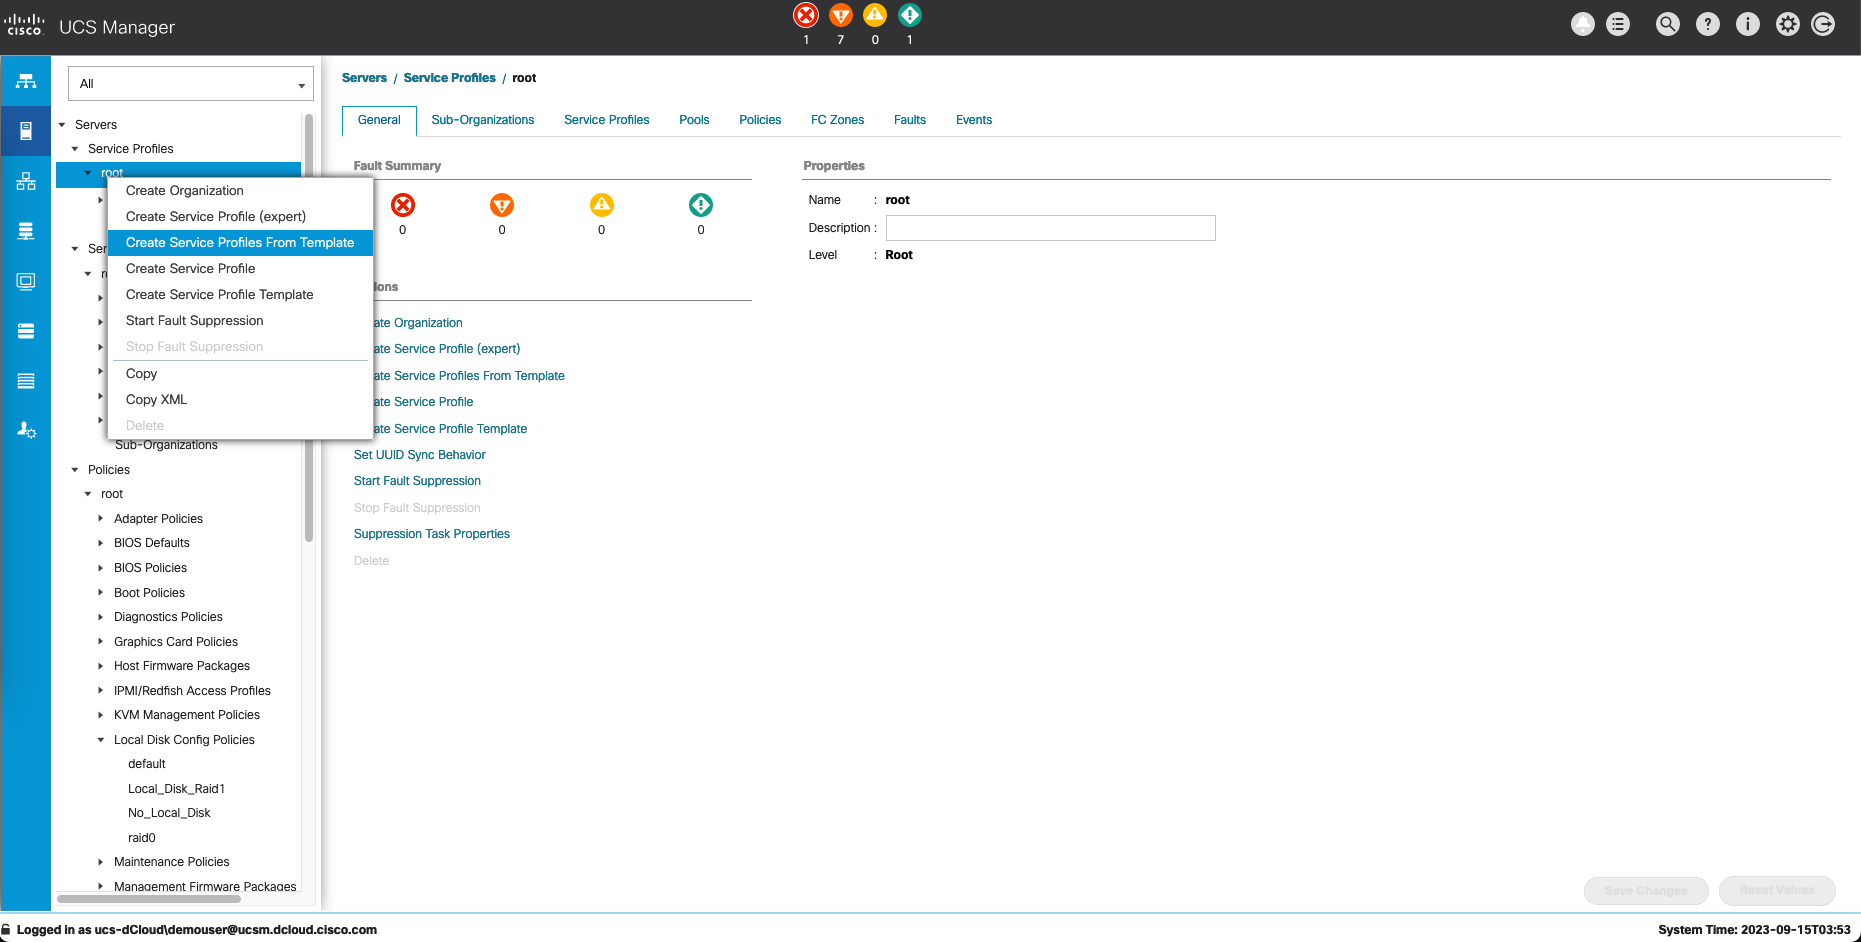 cisco UCS Manager
1 7 0 1
All
Servers
Service Profiles
root
Create Organization
Create Service Profile (expert)
Create Service Profiles From Template
Create Service Profile
Create Service Profile Template
Start Fault Suppression
Stop Fault Suppression
Copy
Copy XML
Delete
Sub-Organizations
Policies
root
Adapter Policies
BIOS Defaults
BIOS Policies
Boot Policies
Diagnostics Policies
Graphics Card Policies
Host Firmware Packages
IPMI/Redfish Access Profiles
KVM Management Policies
Local Disk Config Policies
default
Local_Disk_Raid1
No_Local_Disk
raid0
Maintenance Policies
Management Firmware Packages
Servers / Service Profiles / root
General Sub-Organizations Service Profiles Pools Policies FC Zones Faults Events
Fault Summary
0 0 0 0
ions
ate Organization
ate Service Profile (expert)
ate Service Profiles From Template
ate Service Profile
ate Service Profile Template
Set UUID Sync Behavior
Start Fault Suppression
Stop Fault Suppression
Suppression Task Properties
Delete
Properties
Name : root
Description :
Level : Root
Save Changes Reset Values
Logged in as ucs-dCloud\demouser@ucsm.dcloud.cisco.com
System Time: 2023-09-15T03:53